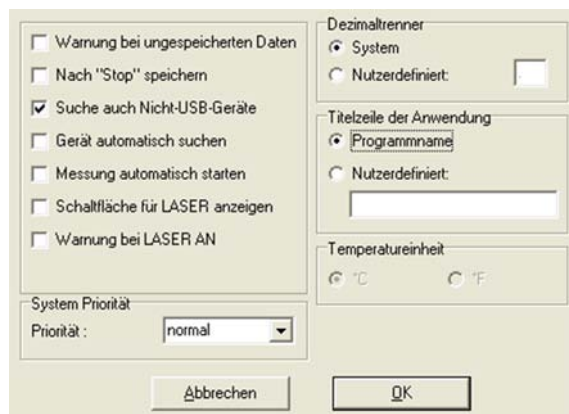 Warnung bei ungespeicherten Daten
Nach "Stop" speichern
Suche auch Nicht-USB-Geräte
Gerät automatisch suchen
Messung automatisch starten
Schaltfläche für LASER anzeigen
Warnung bei LASER AN
System Priorität
Priorität :
normal
Dezimaltrenner
System
Nutzerdefiniert:
Titelzeile der Anwendung
Programmname
Nutzerdefiniert:
Temperatureinheit
°C
°F
Abbrechen
OK